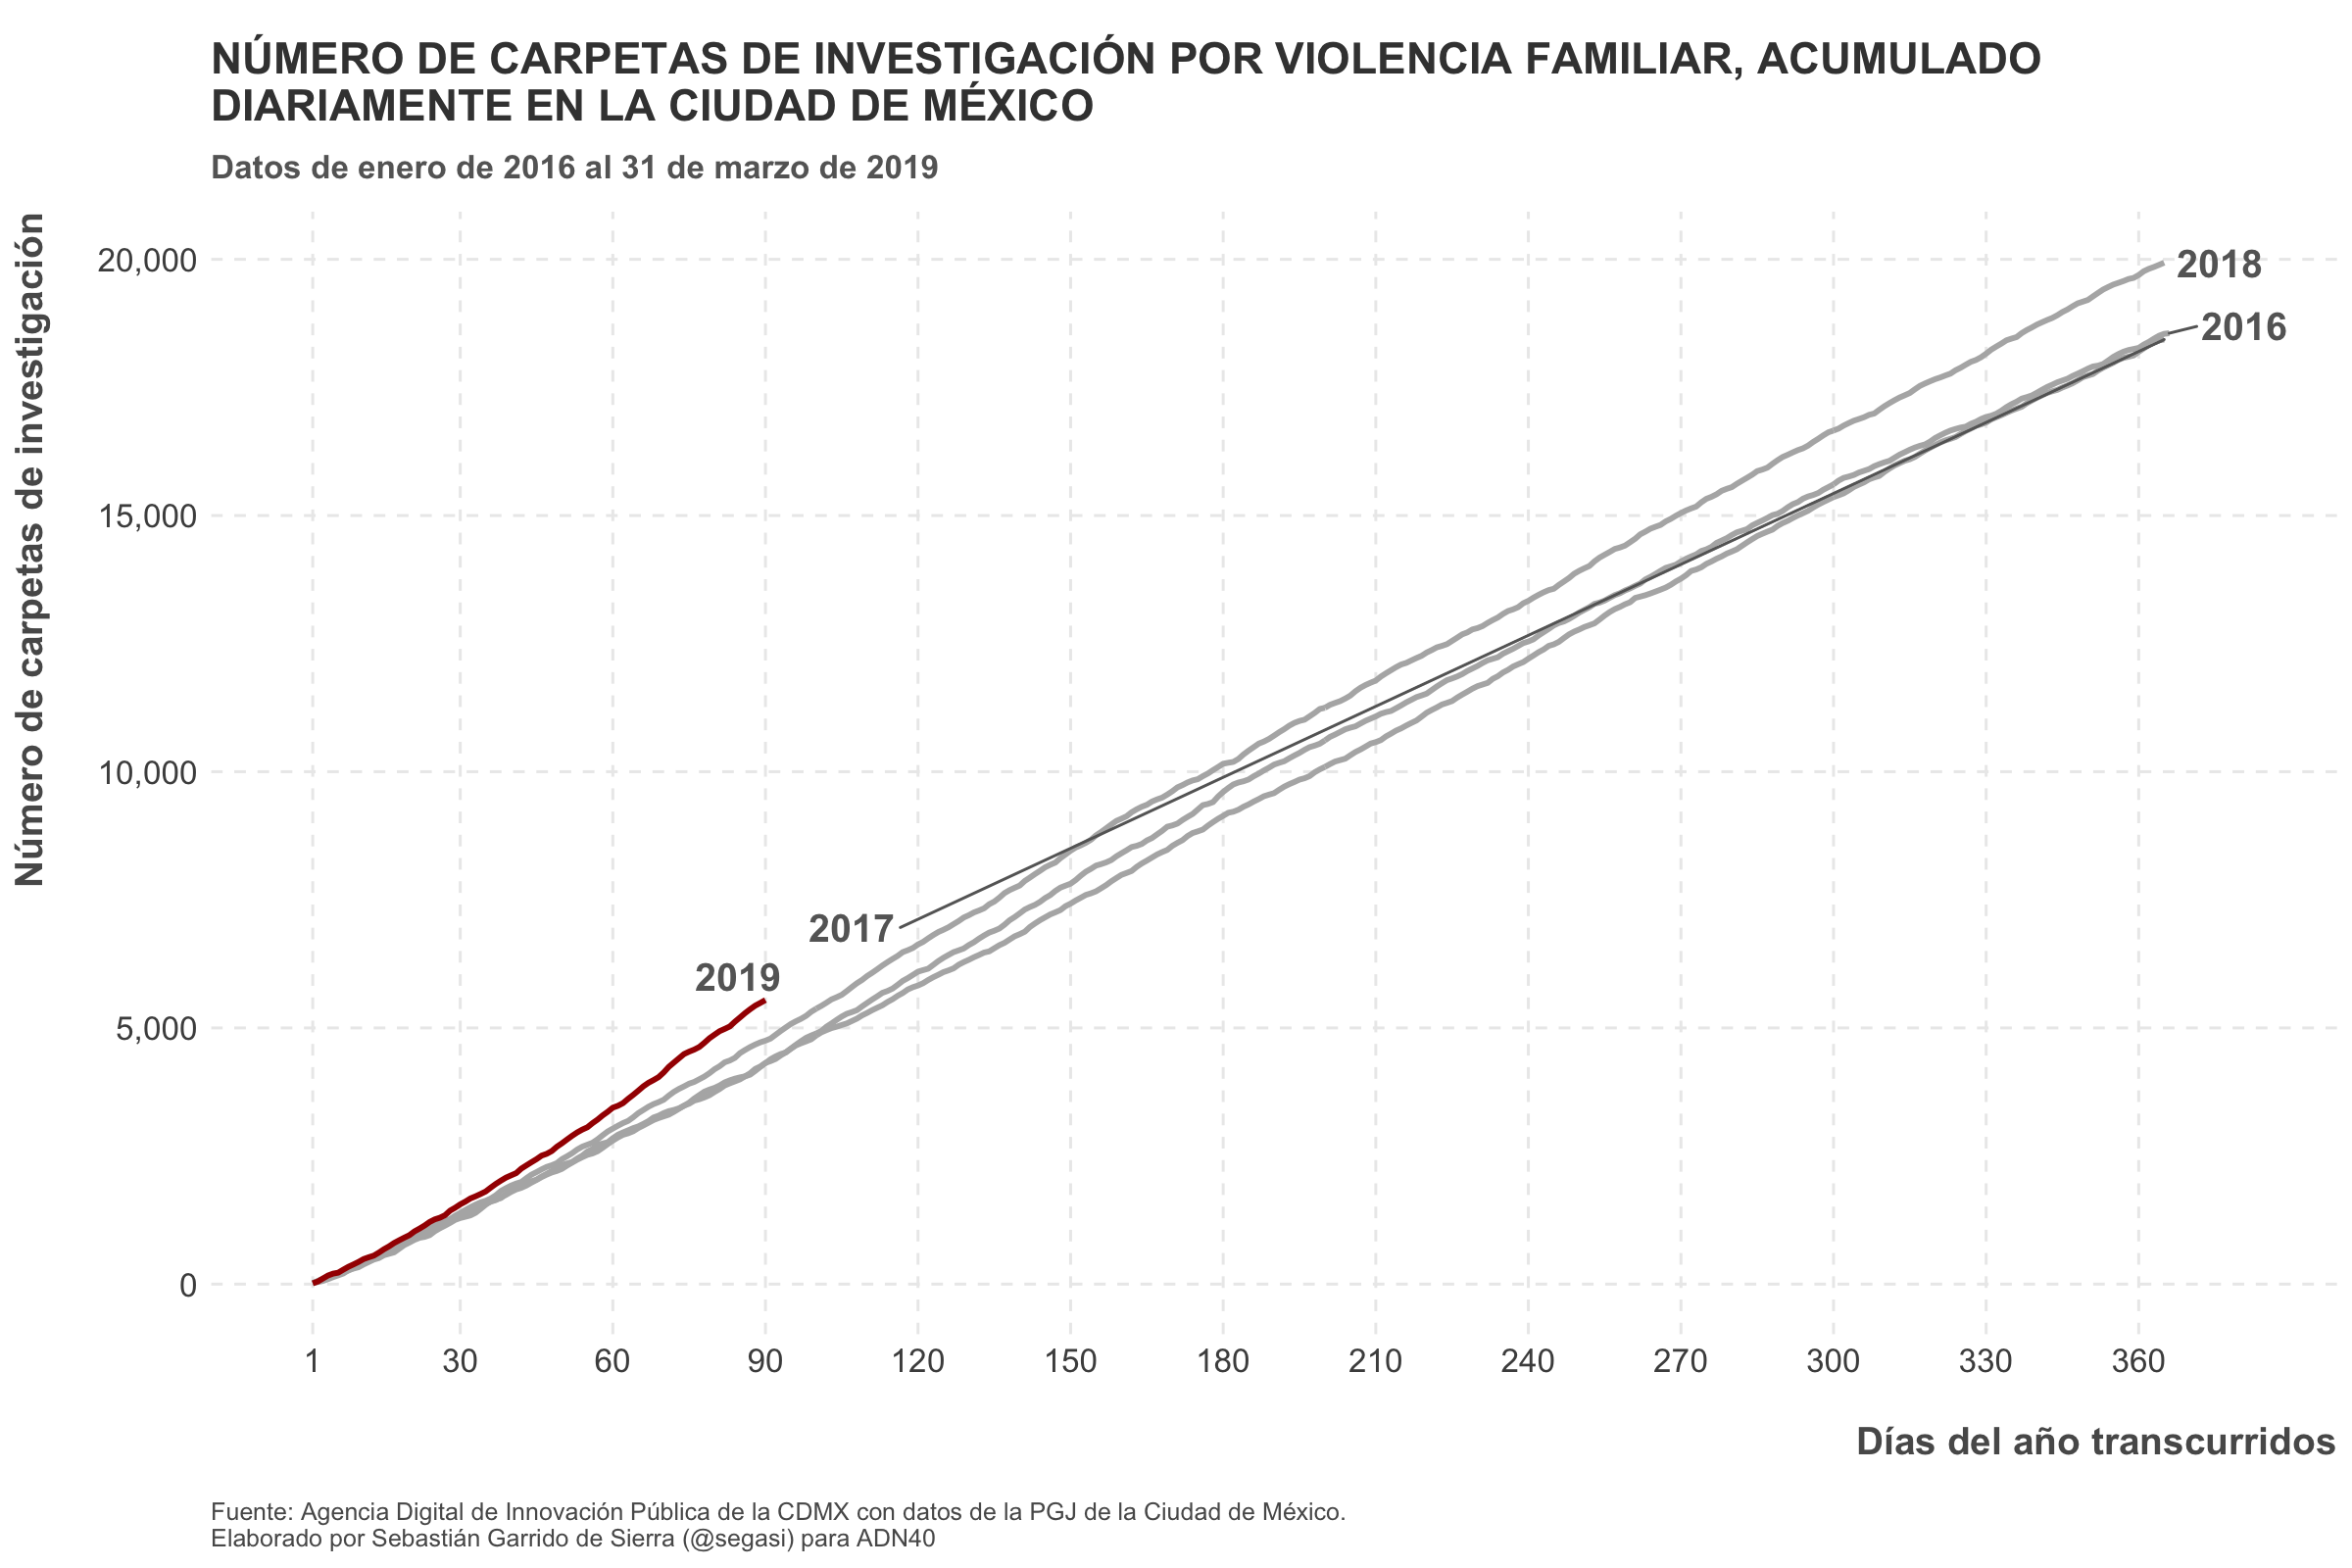 NÚMERO DE CARPETAS DE INVESTIGACIÓN POR VIOLENCIA FAMILIAR, ACUMULADO
DIARIAMENTE EN LA CIUDAD DE MÉXICO
Datos de enero de 2016 al 31 de marzo de 2019
Número de carpetas de investigación
20,000
15,000
10,000
5,000
0
2018
2016
2017
2019
1 30 60 90 120 150 180 210 240 270 300 330 360
Días del año transcurridos
Fuente: Agencia Digital de Innovación Pública de la CDMX con datos de la PGJ de la Ciudad de México.
Elaborado por Sebastián Garrido de Sierra (@segasi) para ADN40